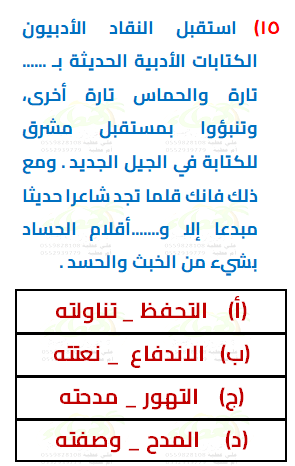 ١٥) استقبل النقاد الأدبيون
الكتابات الأدبية الحديثة بـ ......
تارة والحماس تارة أخرى،
وتنبؤوا بمستقبل مشرق
للكتابة في الجيل الجديد . ومع
ذلك فانك قلما تجد شاعرا حديثا
مبدعا إلا و.......أقلام الحساد
بشيء من الخبث والحسد .
(أ) التحفظ _ تناولته
(ب) الاندفاع _ نعتته
(ج) التهور _ مدحته
(د) المدح _ وصفته